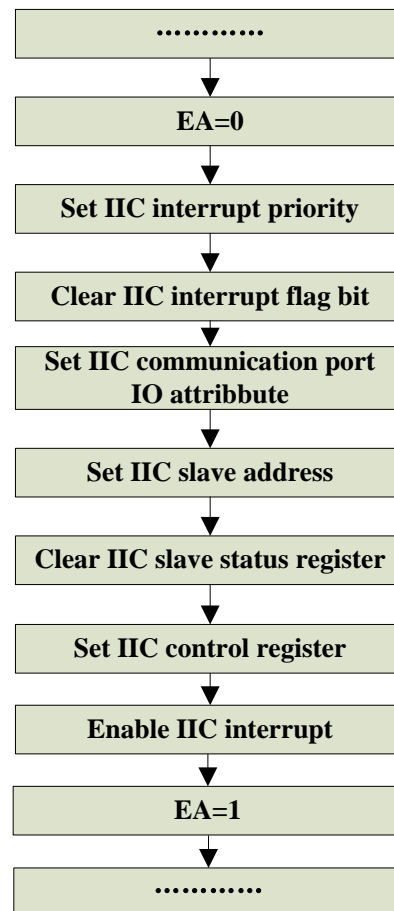 …………
EA=0
Set IIC interrupt priority
Clear IIC interrupt flag bit
Set IIC communication port
IO attribbute
Set IIC slave address
Clear IIC slave status register
Set IIC control register
Enable IIC interrupt
EA=1
…………